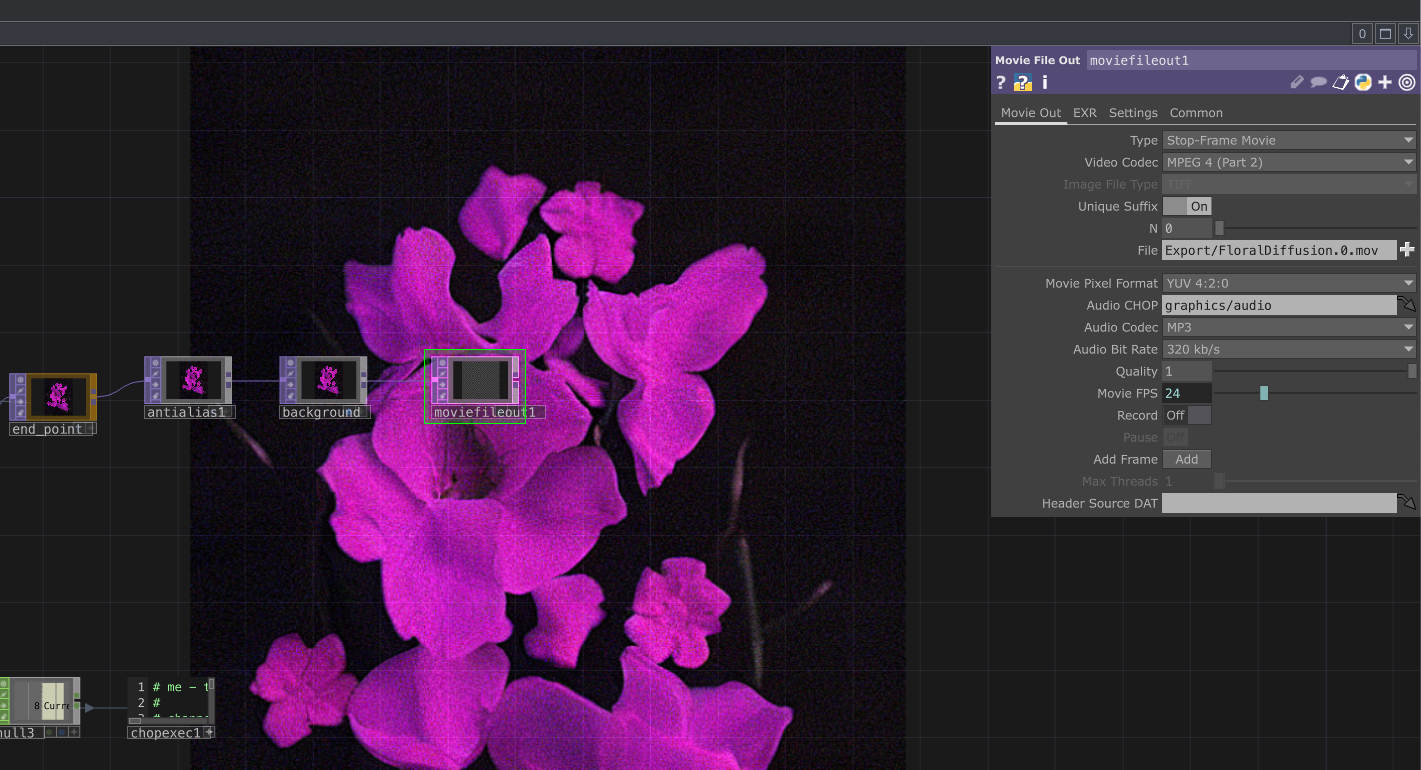 0
Movie File Out moviefileout1
? ? i
Movie Out EXR Settings Common
Type Stop-Frame Movie
Video Codec MPEG 4 (Part 2)
Image File Type TIFF
Unique Suffix On
N 0
File Export/FloralDiffusion.0.mov
Movie Pixel Format YUV 4:2:0
Audio CHOP graphics/audio
Audio Codec MP3
Audio Bit Rate 320 kb/s
Quality 1
Movie FPS 24
Record Off
Pause Off
Add Frame Add
Max Threads 1
Header Source DAT
end_point
antialias1
background
moviefileout1
8 Curre
null3
1 # me - t
2 #
chopexec1